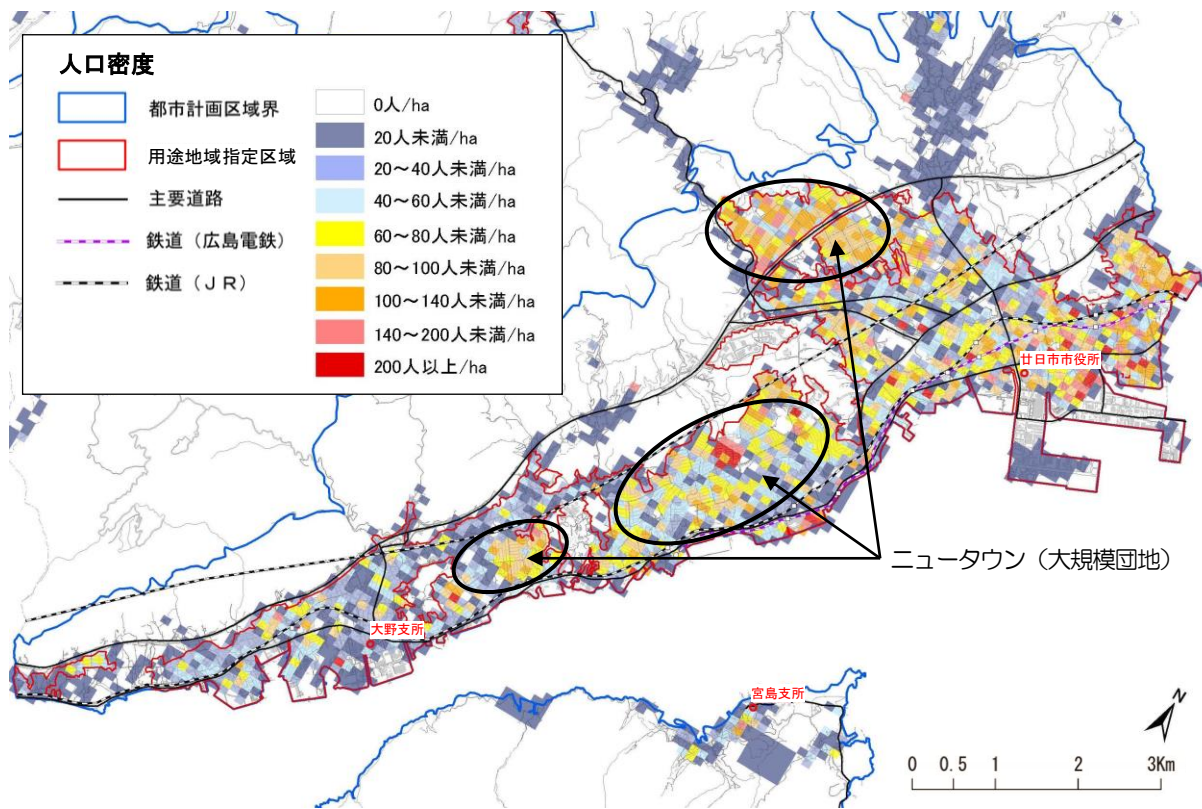 人口密度
都市計画区域界
用途地域指定区域
主要道路
鉄道（広島電鉄）
鉄道（ＪＲ）
0人/ha
20人未満/ha
20～40人未満/ha
40～60人未満/ha
60～80人未満/ha
80～100人未満/ha
100～140人未満/ha
140～200人未満/ha
200人以上/ha
廿日市市役所
ニュータウン（大規模団地）
大野支所
宮島支所
N
0 0.5 1 2 3Km